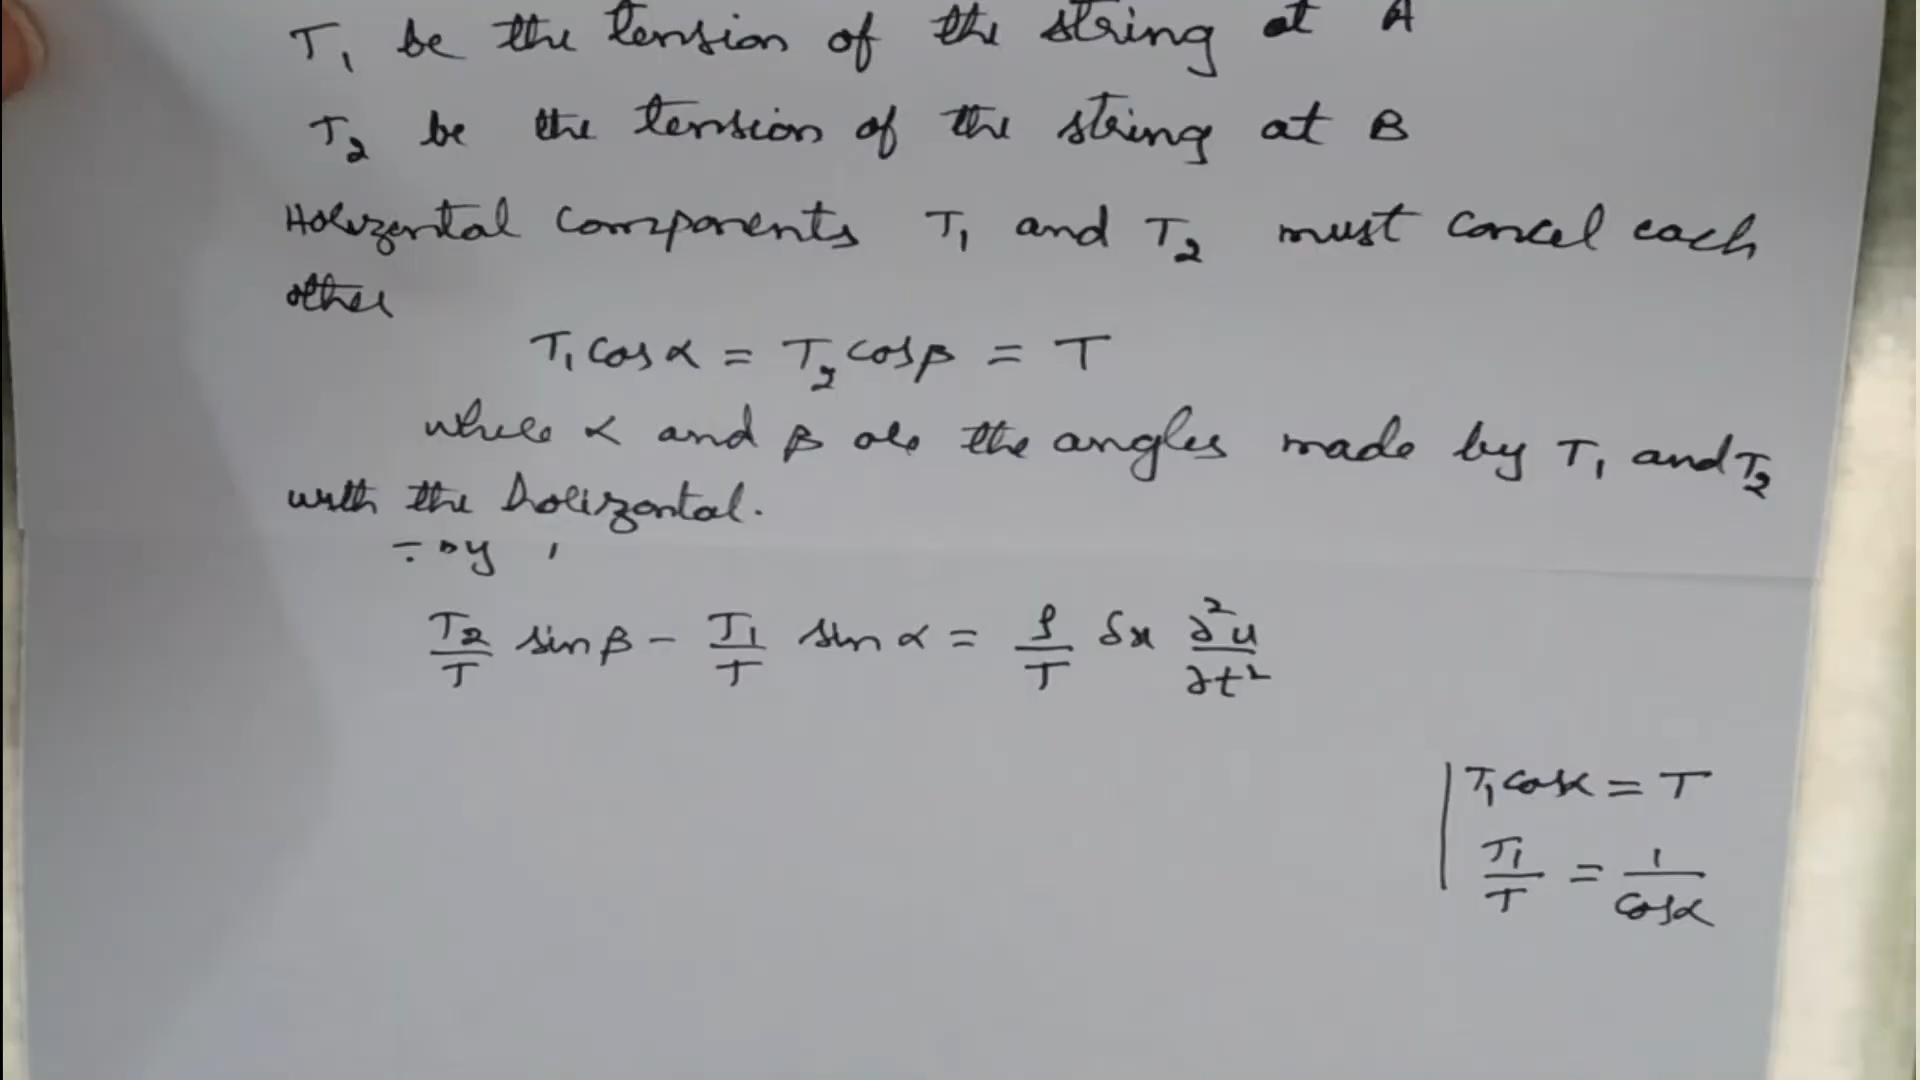 T₁ be the tension of the string at A
T₂ be the tension of the string at B
Horizontal components T₁ and T₂ must cancel each
other
T₁ cos α = T₂ cos β = T
where α and β are the angles made by T₁ and T₂
with the horizontal.
÷ by
T₂/T sin β − T₁/T sin α = ρ/T δx ∂²u/∂t²
T₁ cos α = T
T₁/T = 1/cos α